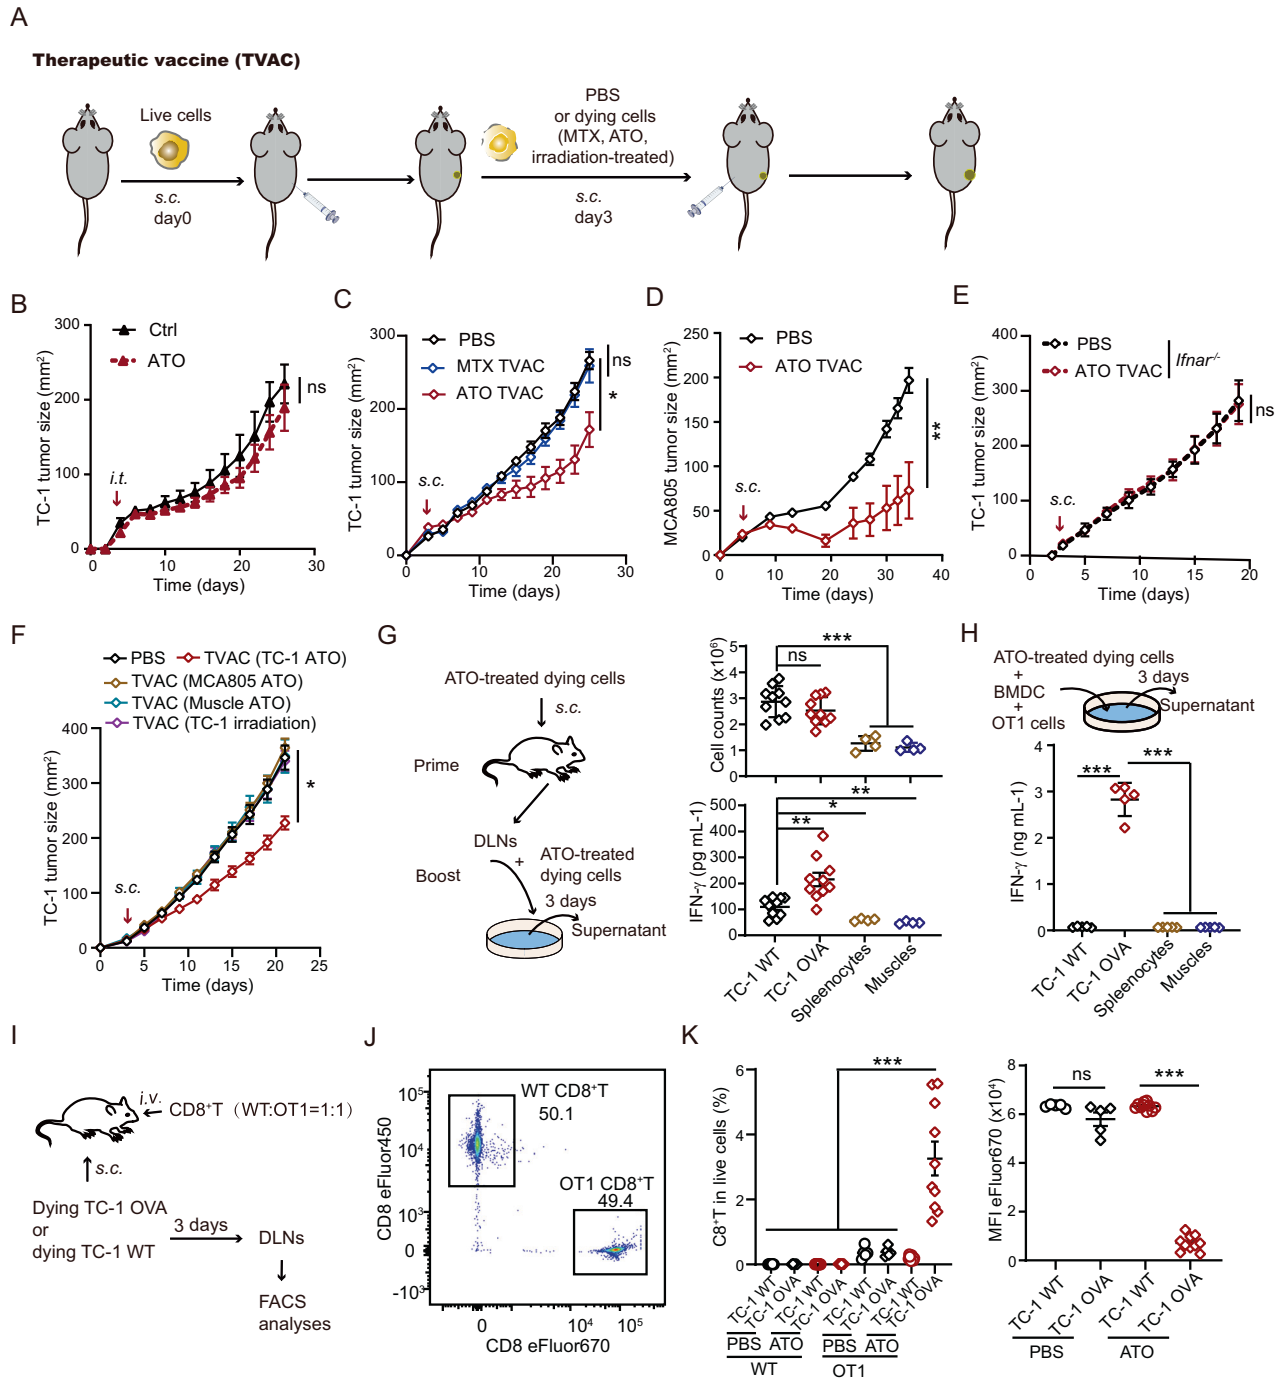 A
Therapeutic vaccine (TVAC)
Live cells
s.c.
day0
PBS
or dying cells
(MTX, ATO,
irradiation-treated)
s.c.
day3
B
TC-1 tumor size (mm²)
300
200
100
0
Ctrl
ATO
ns
i.t.
0 10 20 30
Time (days)
C
TC-1 tumor size (mm²)
300
200
100
0
PBS
MTX TVAC
ATO TVAC
ns
*
s.c.
0 10 20 30
Time (days)
D
MCA805 tumor size (mm²)
250
200
150
100
50
0
PBS
ATO TVAC
**
s.c.
0 10 20 30 40
Time (days)
E
TC-1 tumor size (mm²)
400
300
200
100
0
PBS
ATO TVAC
Ifnar-/-
ns
s.c.
0 5 10 15 20
Time (days)
F
PBS TVAC (TC-1 ATO)
TVAC (MCA805 ATO)
TVAC (Muscle ATO)
TVAC (TC-1 irradiation)
TC-1 tumor size (mm²)
400
300
200
100
0
*
s.c.
0 5 10 15 20 25
Time (days)
G
ATO-treated dying cells
s.c.
Prime
DLNs
+
ATO-treated
dying cells
Boost
3 days
Supernatant
Cell counts (x10⁶)
5
4
3
2
1
0
***
ns
IFN-γ (pg mL-1)
500
400
300
200
100
0
**
*
**
TC-1 WT
TC-1 OVA
Spleenocytes
Muscles
H
ATO-treated dying cells
+
BMDC
+
OT1 cells
3 days
Supernatant
IFN-γ (ng mL-1)
4
3
2
1
0
***
***
TC-1 WT
TC-1 OVA
Spleenocytes
Muscles
I
i.v.
CD8⁺T (WT:OT1=1:1)
s.c.
Dying TC-1 OVA
or
dying TC-1 WT
3 days
DLNs
FACS
analyses
J
CD8 eFluor450
10⁵
10⁴
10³
0
-10³
WT CD8⁺T
50.1
OT1 CD8⁺T
49.4
0 10⁴ 10⁵
CD8 eFluor670
K
C8⁺T in live cells (%)
6
4
2
0
***
TC-1 WT
TC-1 OVA
TC-1 WT
TC-1 OVA
TC-1 WT
TC-1 OVA
TC-1 WT
TC-1 OVA
PBS ATO PBS ATO
WT OT1
MFI eFluor670 (x10⁴)
8
6
2
0
ns
***
TC-1 WT
TC-1 OVA
TC-1 WT
TC-1 OVA
PBS ATO